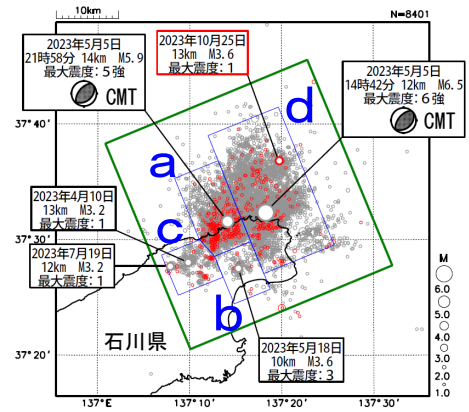 10km
N=8401
2023年5月5日
21時58分 14km M5.9
最大震度：5強
CMT
2023年10月25日
13km M3.6
最大震度：1
2023年5月5日
14時42分 12km M6.5
最大震度：6強
CMT
37°40′
a
d
2023年4月10日
13km M3.2
最大震度：1
c
37°30′
2023年7月19日
12km M3.2
最大震度：1
b
M
6.0
5.0
4.0
3.0
2.0
1.0
石川県
2023年5月18日
10km M3.6
最大震度：3
37°20′
137°E
137°10′
137°20′
137°30′